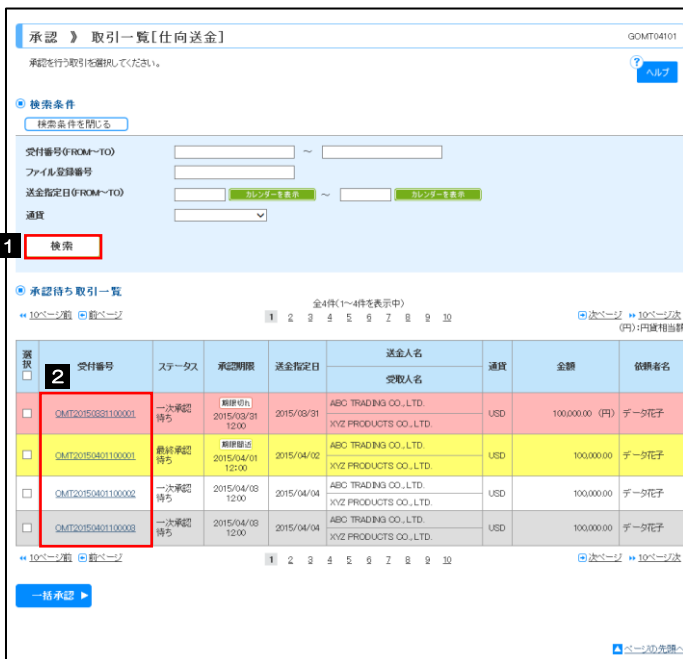 承認 》 取引一覧[仕向送金]
GOMT04101
承認を行う取引を選択してください。
? ヘルプ
検索条件
検索条件を閉じる
受付番号(FROM～TO) ～
ファイル登録番号
送金指定日(FROM～TO) カレンダーを表示 ～ カレンダーを表示
通貨
1 検索
承認待ち取引一覧
全4件(1～4件を表示中)
10ページ前 前ページ 1 2 3 4 5 6 7 8 9 10 次ページ 10ページ次
(円):円貨相当額
選択 受付番号 ステータス 承認期限 送金指定日 送金人名 受取人名 通貨 金額 依頼者名
2
OMT20150331100001 一次承認待ち 期限切れ 2015/03/31 12:00 2015/03/31 ABC TRADING CO., LTD. XYZ PRODUCTS CO., LTD. USD 100,000.00 (円) データ花子
OMT20150401100001 最終承認待ち 期限間近 2015/04/01 12:00 2015/04/02 ABC TRADING CO., LTD. XYZ PRODUCTS CO., LTD. USD 100,000.00 データ花子
OMT20150401100002 一次承認待ち 2015/04/03 12:00 2015/04/04 ABC TRADING CO., LTD. XYZ PRODUCTS CO., LTD. USD 100,000.00 データ花子
OMT20150401100003 一次承認待ち 2015/04/03 12:00 2015/04/04 ABC TRADING CO., LTD. XYZ PRODUCTS CO., LTD. USD 100,000.00 データ花子
10ページ前 前ページ 1 2 3 4 5 6 7 8 9 10 次ページ 10ページ次
一括承認
ページの先頭へ